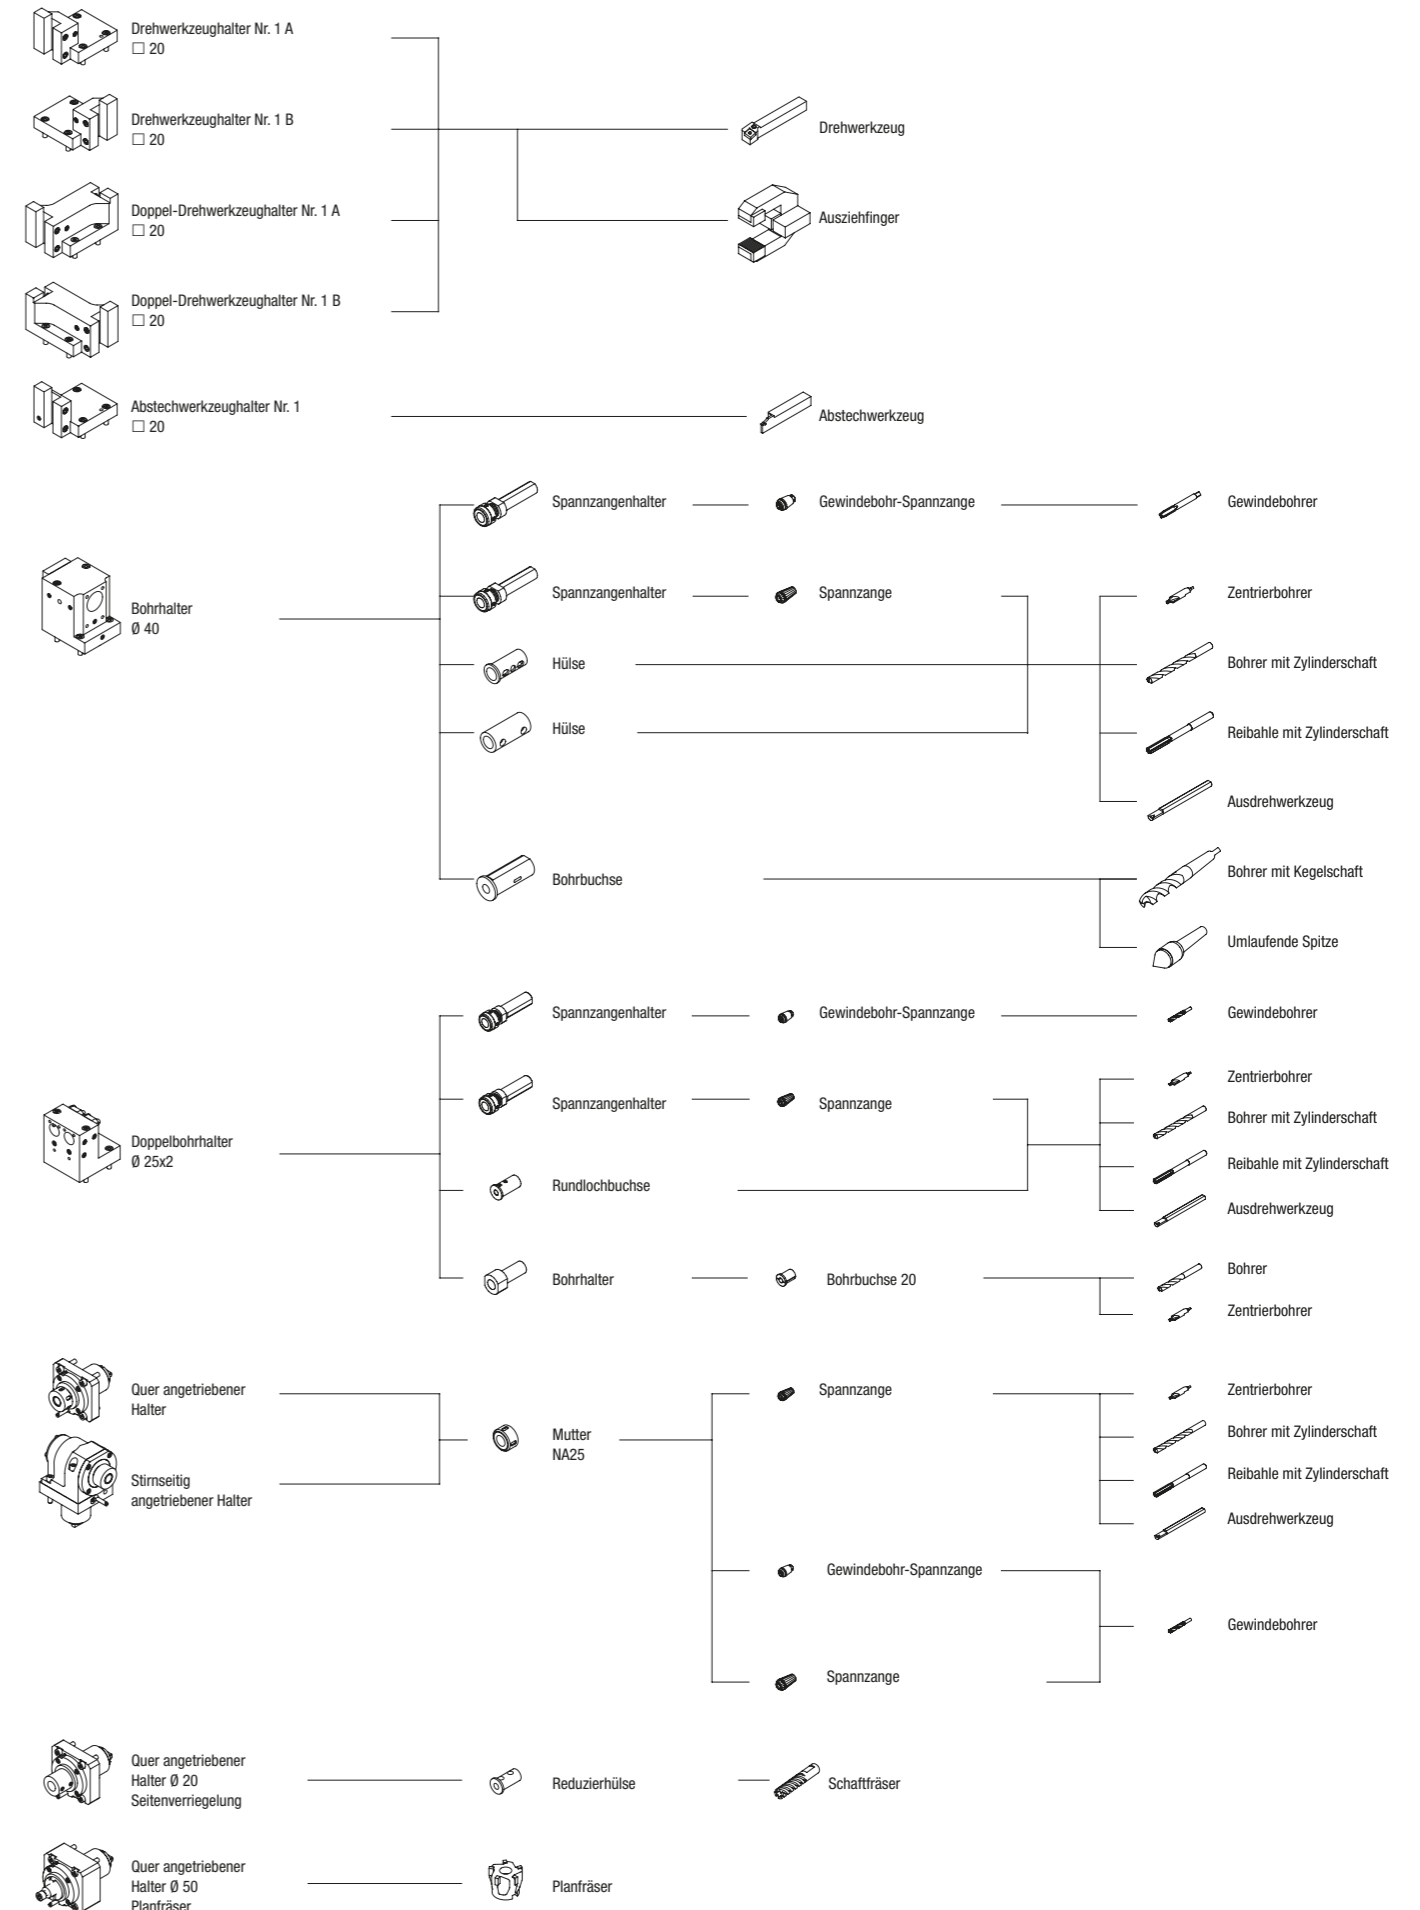 Drehwerkzeughalter Nr. 1 A
□ 20
Drehwerkzeughalter Nr. 1 B
□ 20
Drehwerkzeug
Doppel-Drehwerkzeughalter Nr. 1 A
□ 20
Ausziehfinger
Doppel-Drehwerkzeughalter Nr. 1 B
□ 20
Abstechwerkzeughalter Nr. 1
□ 20
Abstechwerkzeug
Spannzangenhalter
Gewindebohr-Spannzange
Gewindebohrer
Bohrhalter
Ø 40
Spannzangenhalter
Spannzange
Zentrierbohrer
Hülse
Bohrer mit Zylinderschaft
Hülse
Reibahle mit Zylinderschaft
Ausdrehwerkzeug
Bohrbuchse
Bohrer mit Kegelschaft
Umlaufende Spitze
Spannzangenhalter
Gewindebohr-Spannzange
Gewindebohrer
Doppelbohrhalter
Ø 25x2
Spannzangenhalter
Spannzange
Zentrierbohrer
Bohrer mit Zylinderschaft
Reibahle mit Zylinderschaft
Ausdrehwerkzeug
Rundlochbuchse
Bohrhalter
Bohrbuchse 20
Bohrer
Zentrierbohrer
Quer angetriebener
Halter
Stirnseitig
angetriebener Halter
Mutter
NA25
Spannzange
Zentrierbohrer
Bohrer mit Zylinderschaft
Reibahle mit Zylinderschaft
Ausdrehwerkzeug
Gewindebohr-Spannzange
Gewindebohrer
Spannzange
Quer angetriebener
Halter Ø 20
Seitenverriegelung
Reduzierhülse
Schaftfräser
Quer angetriebener
Halter Ø 50
Planfräser
Planfräser